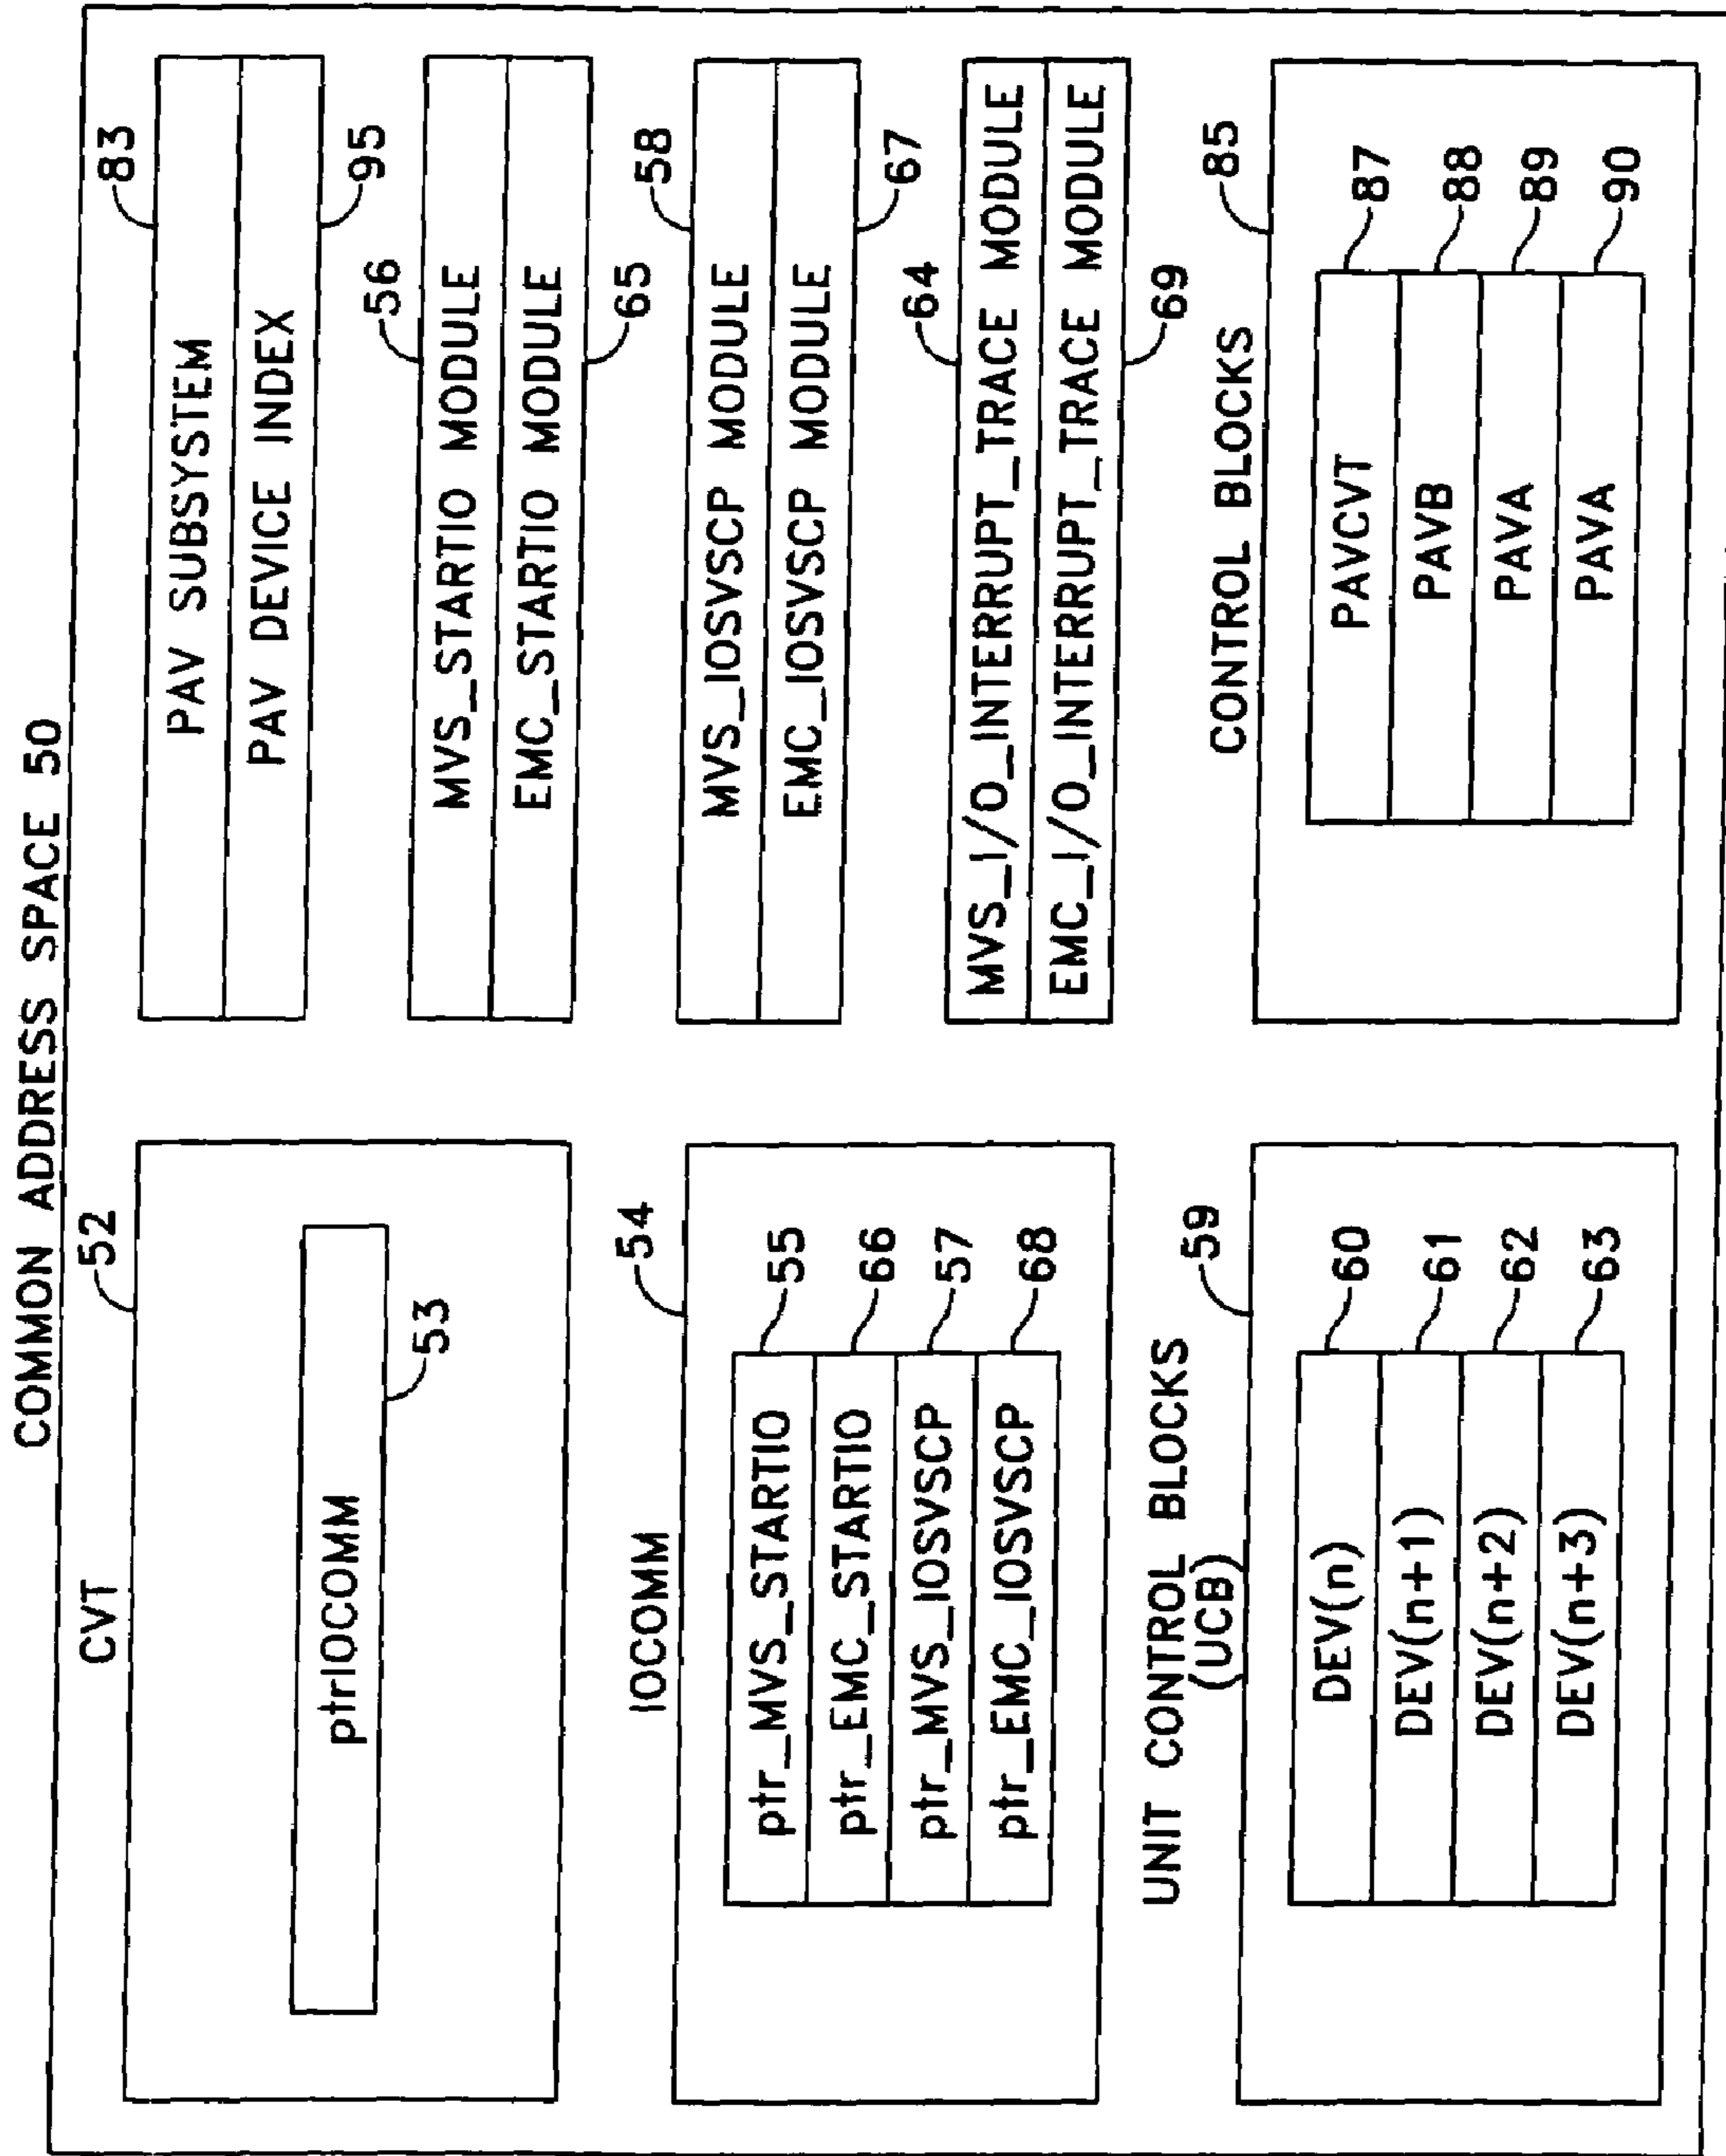 COMMON ADDRESS SPACE 50
CVT
52
ptrIOCOMM
53
IOCOMM
54
ptr_MVS_STARTIO
55
ptr_EMC_STARTIO
66
ptr_MVS_IOSVSCP
57
ptr_EMC_IOSVSCP
68
UNIT CONTROL BLOCKS
(UCB)
59
DEV(n)
60
DEV(n+1)
61
DEV(n+2)
62
DEV(n+3)
63
83
PAV SUBSYSTEM
PAV DEVICE INDEX
95
56
MVS_STARTIO MODULE
EMC_STARTIO MODULE
65
58
MVS_IOSVSCP MODULE
EMC_IOSVSCP MODULE
67
64
MVS_I/O_INTERRUPT_TRACE MODULE
EMC_I/O_INTERRUPT_TRACE MODULE
69
CONTROL BLOCKS
85
PAVCVT
87
PAVB
88
PAVA
89
PAVA
90